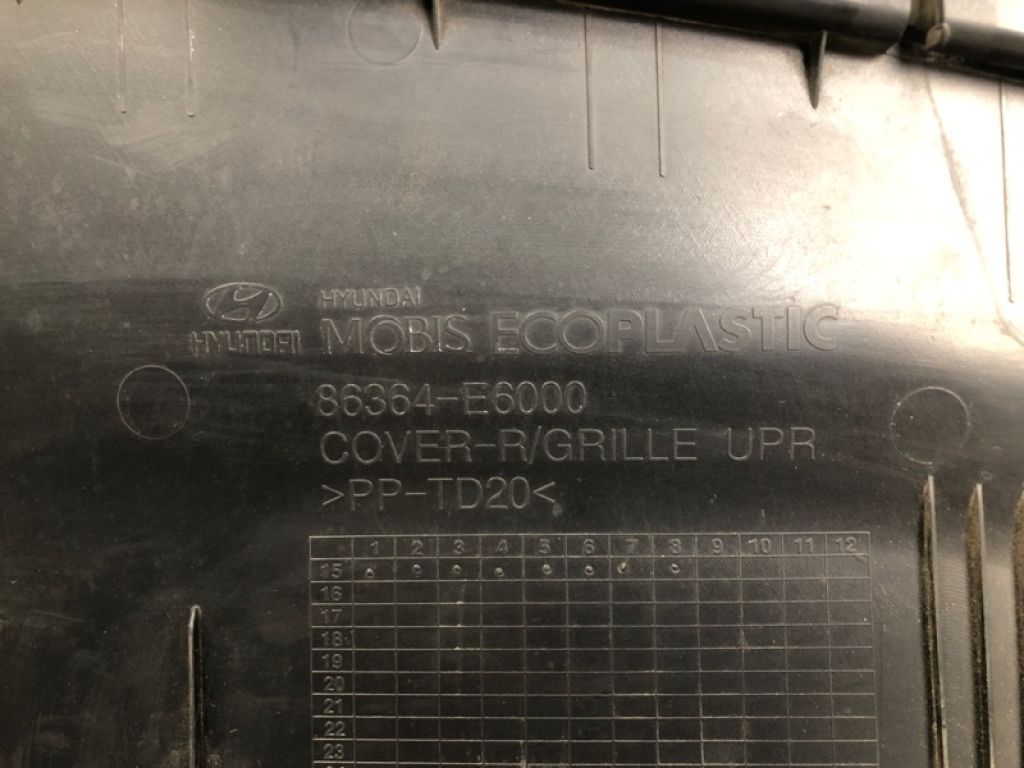 HYUNDAI
HYUNDAI
MOBIS ECOPLASTIC
86364-E6000
COVER-R/GRILLE UPR
>PP-TD20<
1 2 3 4 5 6 7 8 9 10 11 12
15
16
17
18
19
20
21
22
23